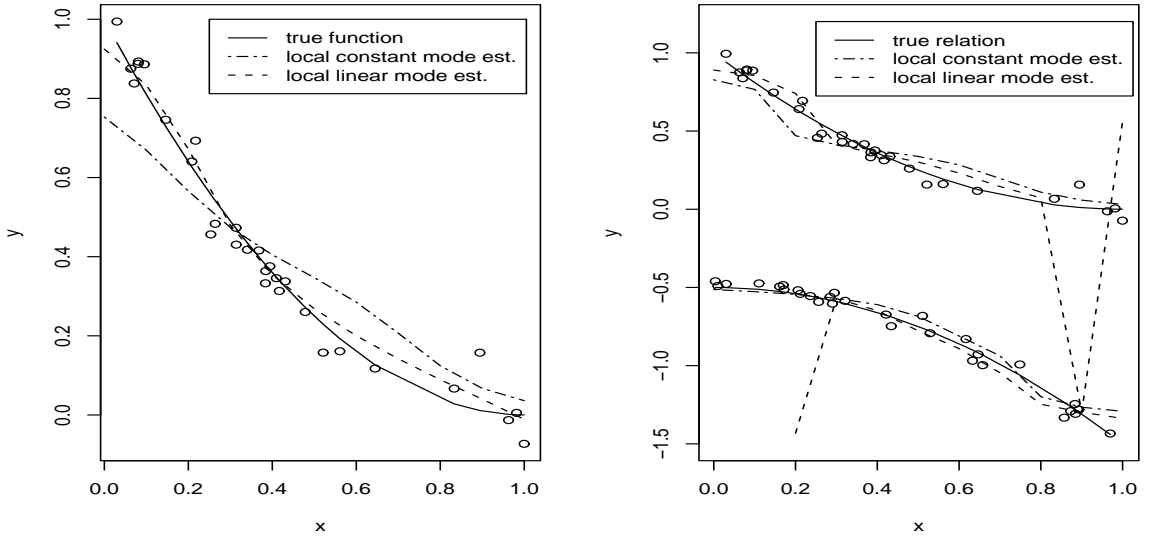 true function
local constant mode est.
local linear mode est.
1.0
0.8
0.6
0.4
0.2
0.0
y
0.0 0.2 0.4 0.6 0.8 1.0
x
true relation
local constant mode est.
local linear mode est.
1.0
0.5
0.0
−0.5
−1.0
−1.5
y
0.0 0.2 0.4 0.6 0.8 1.0
x